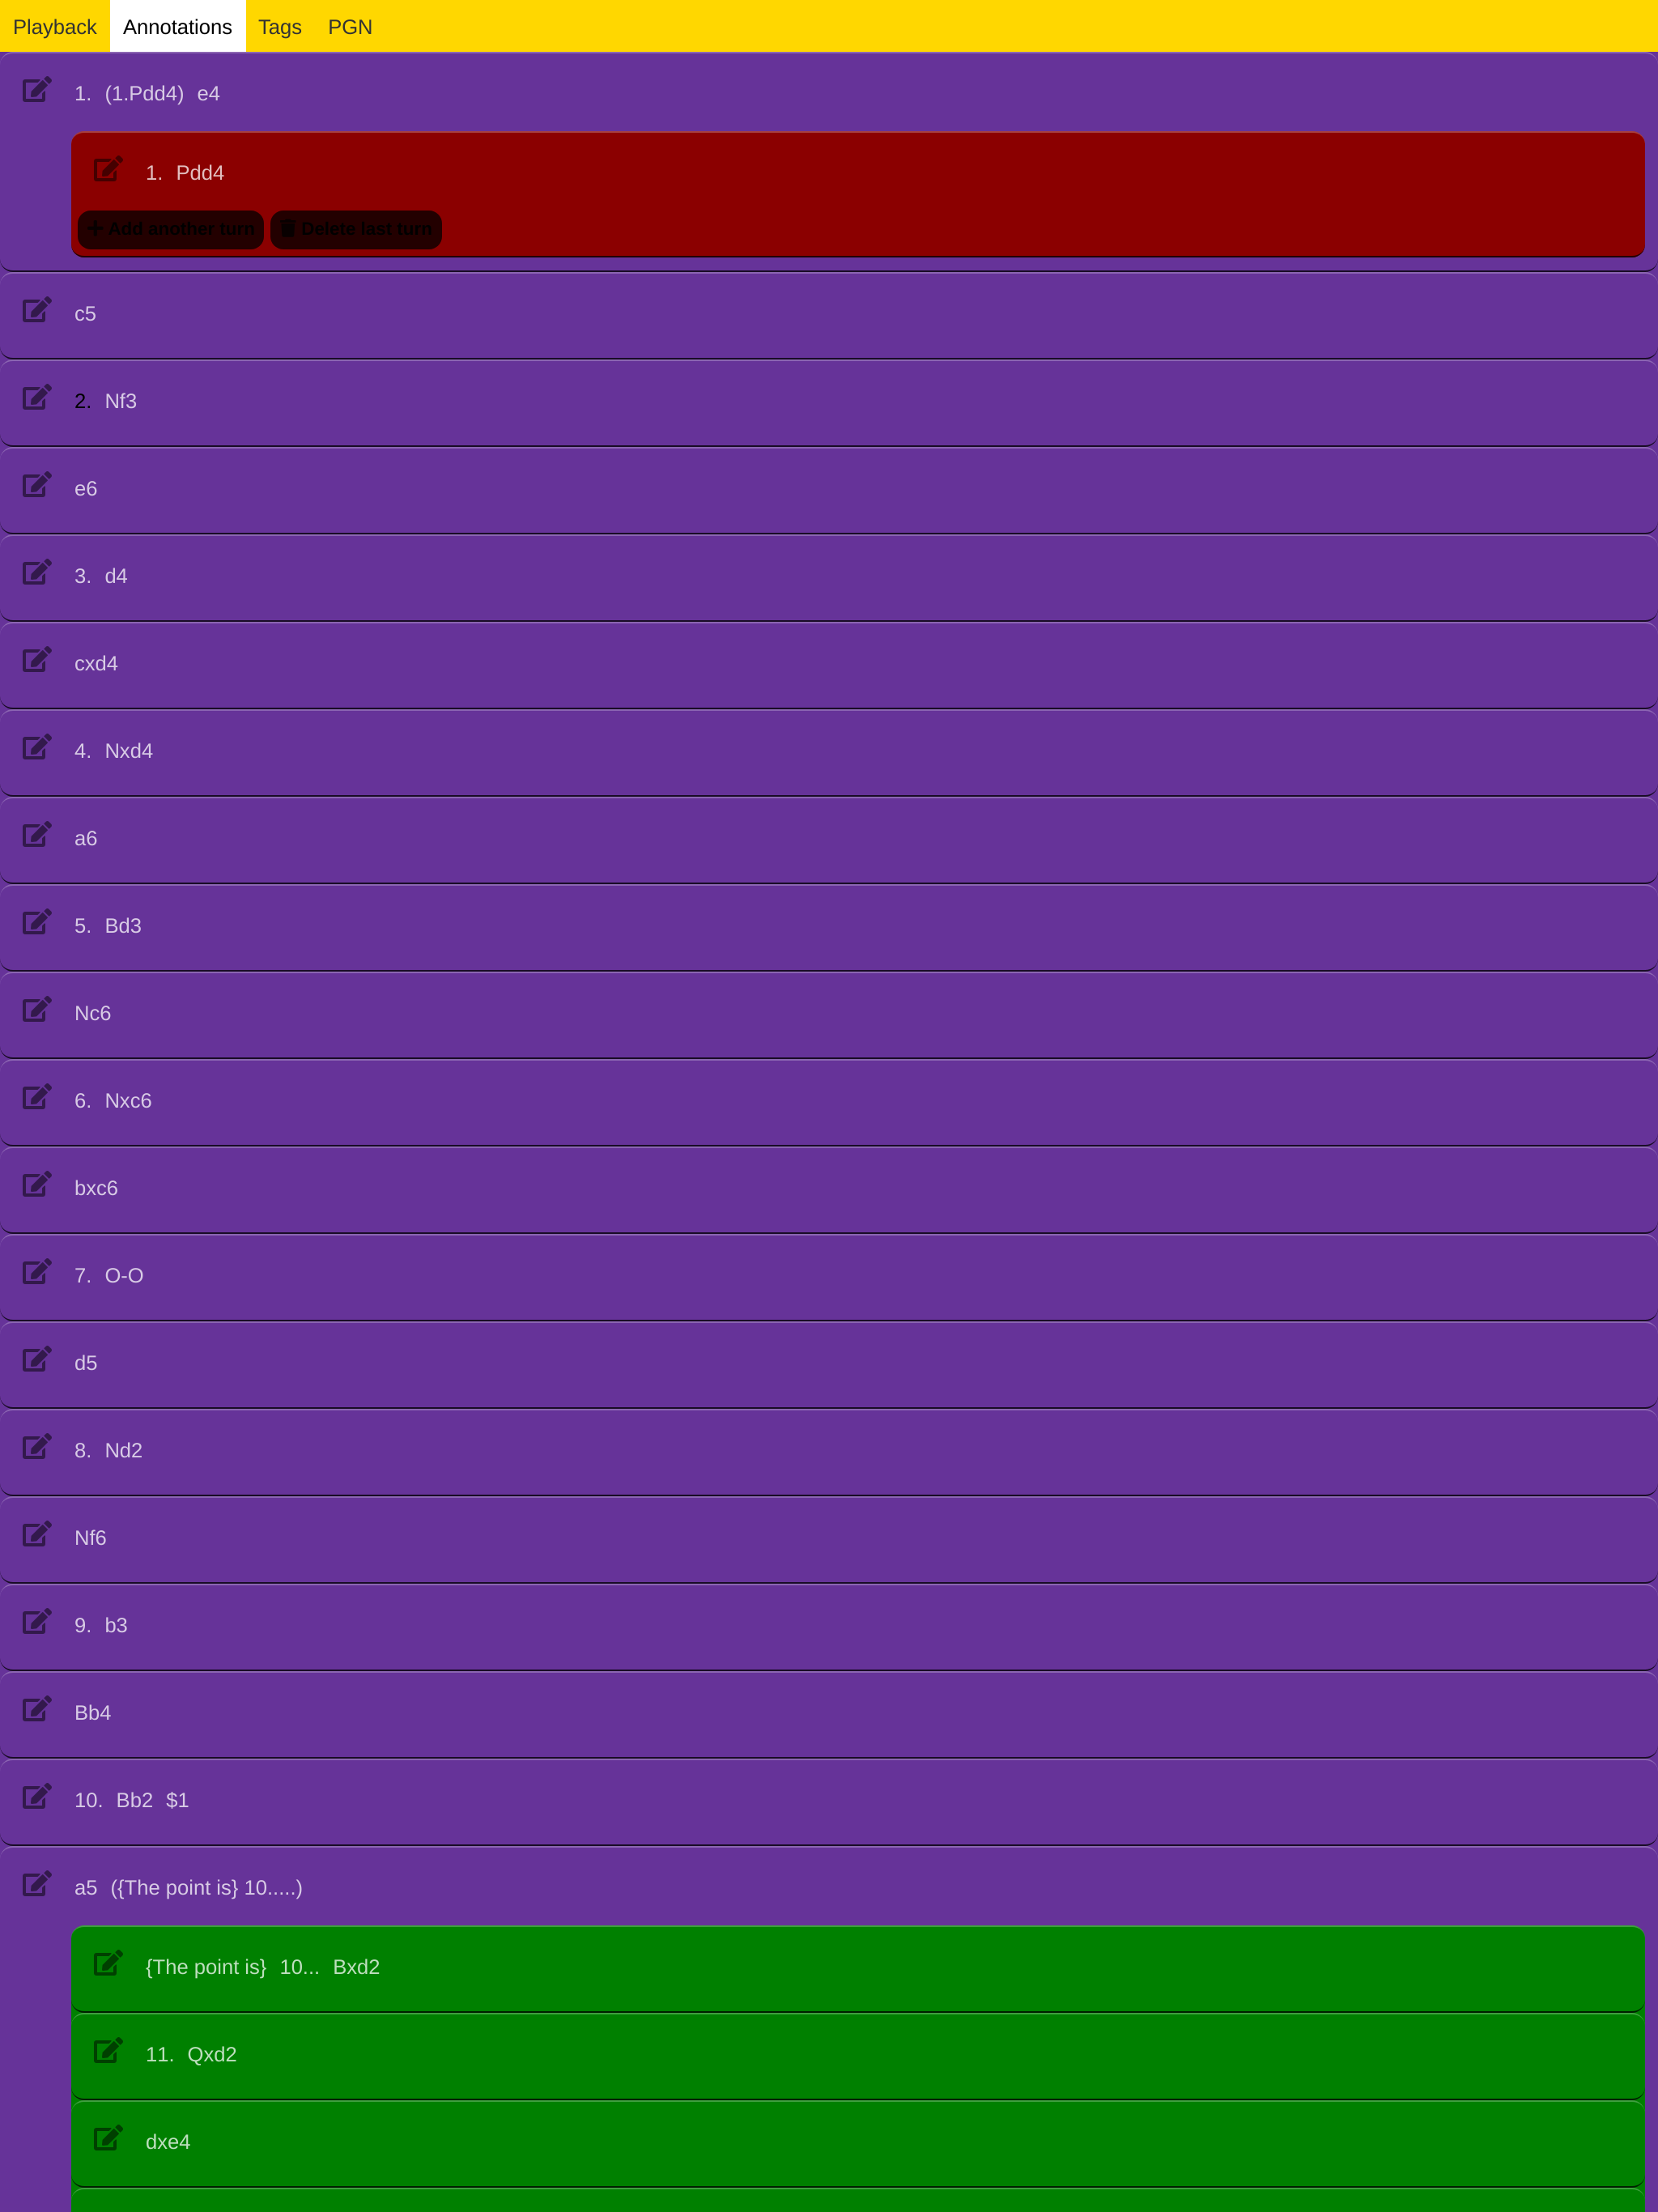 Playback Annotations Tags PGN
1. (1.Pdd4) e4
1. Pdd4
Add another turn Delete last turn
c5
2. Nf3
e6
3. d4
cxd4
4. Nxd4
a6
5. Bd3
Nc6
6. Nxc6
bxc6
7. O-O
d5
8. Nd2
Nf6
9. b3
Bb4
10. Bb2 $1
a5 ({The point is} 10.....)
{The point is} 10... Bxd2
11. Qxd2
dxe4